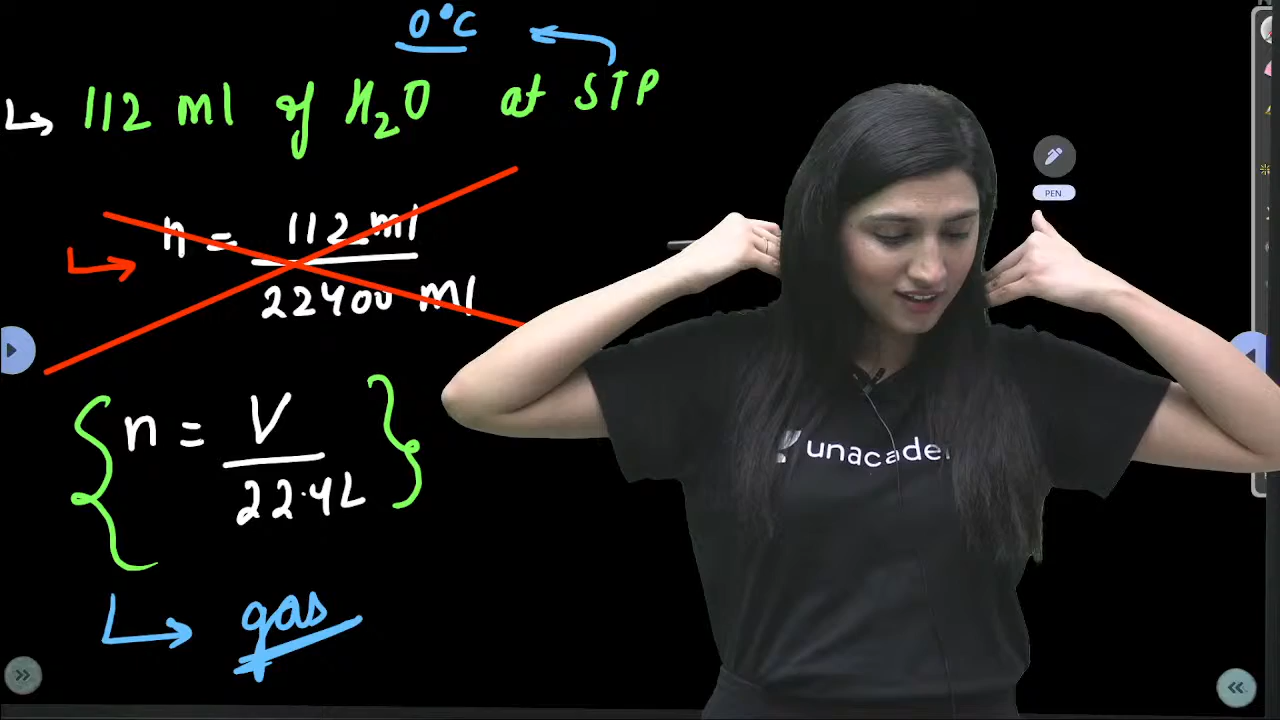 0°C
↳ 112 ml of H₂O at STP
↳ n = 112 ml / 22400 ml
{ n = V / 22.4L }
↳ gas
PEN
unacade